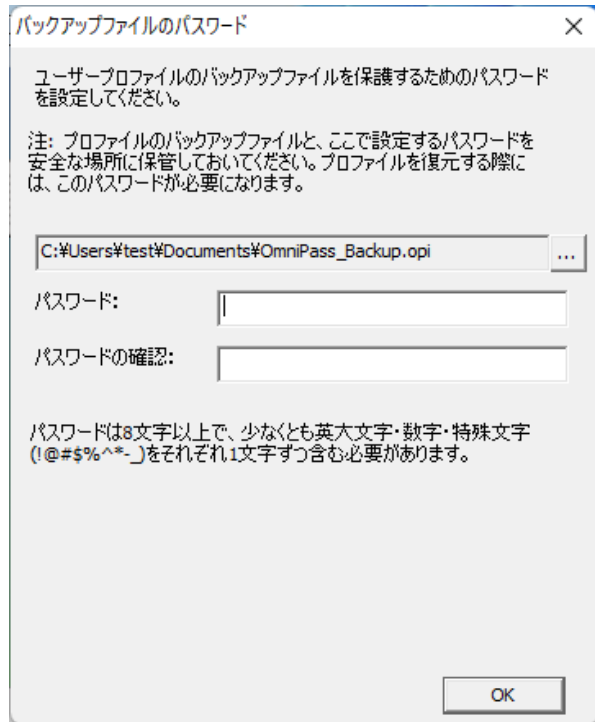 バックアップファイルのパスワード
ユーザープロファイルのバックアップファイルを保護するためのパスワード
を設定してください。
注: プロファイルのバックアップファイルと、ここで設定するパスワードを
安全な場所に保管しておいてください。プロファイルを復元する際に
は、このパスワードが必要になります。
C:¥Users¥test¥Documents¥OmniPass_Backup.opi
...
パスワード:
パスワードの確認:
パスワードは8文字以上で、少なくとも英大文字・数字・特殊文字
(!@#$%^*-_)をそれぞれ1文字ずつ含む必要があります。
OK